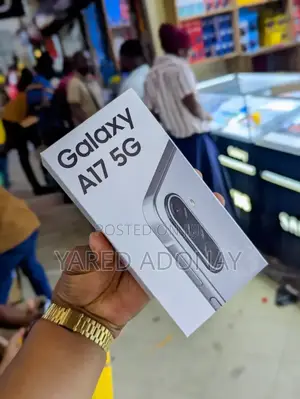 Galaxy
A17 5G
POSTED ON
YARED ADONAY